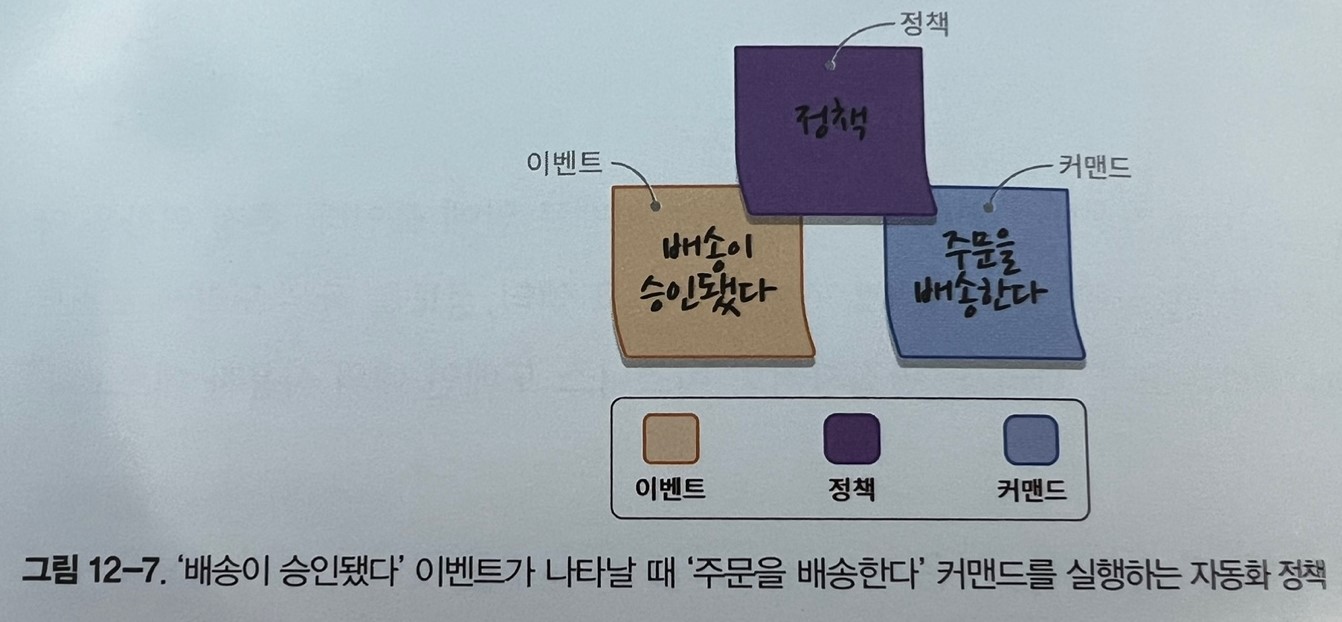 정책
정책
이벤트
커맨드
배송이
승인됐다
주문을
배송한다
이벤트
정책
커맨드
그림 12-7. ‘배송이 승인됐다’ 이벤트가 나타날 때 ‘주문을 배송한다’ 커맨드를 실행하는 자동화 정책